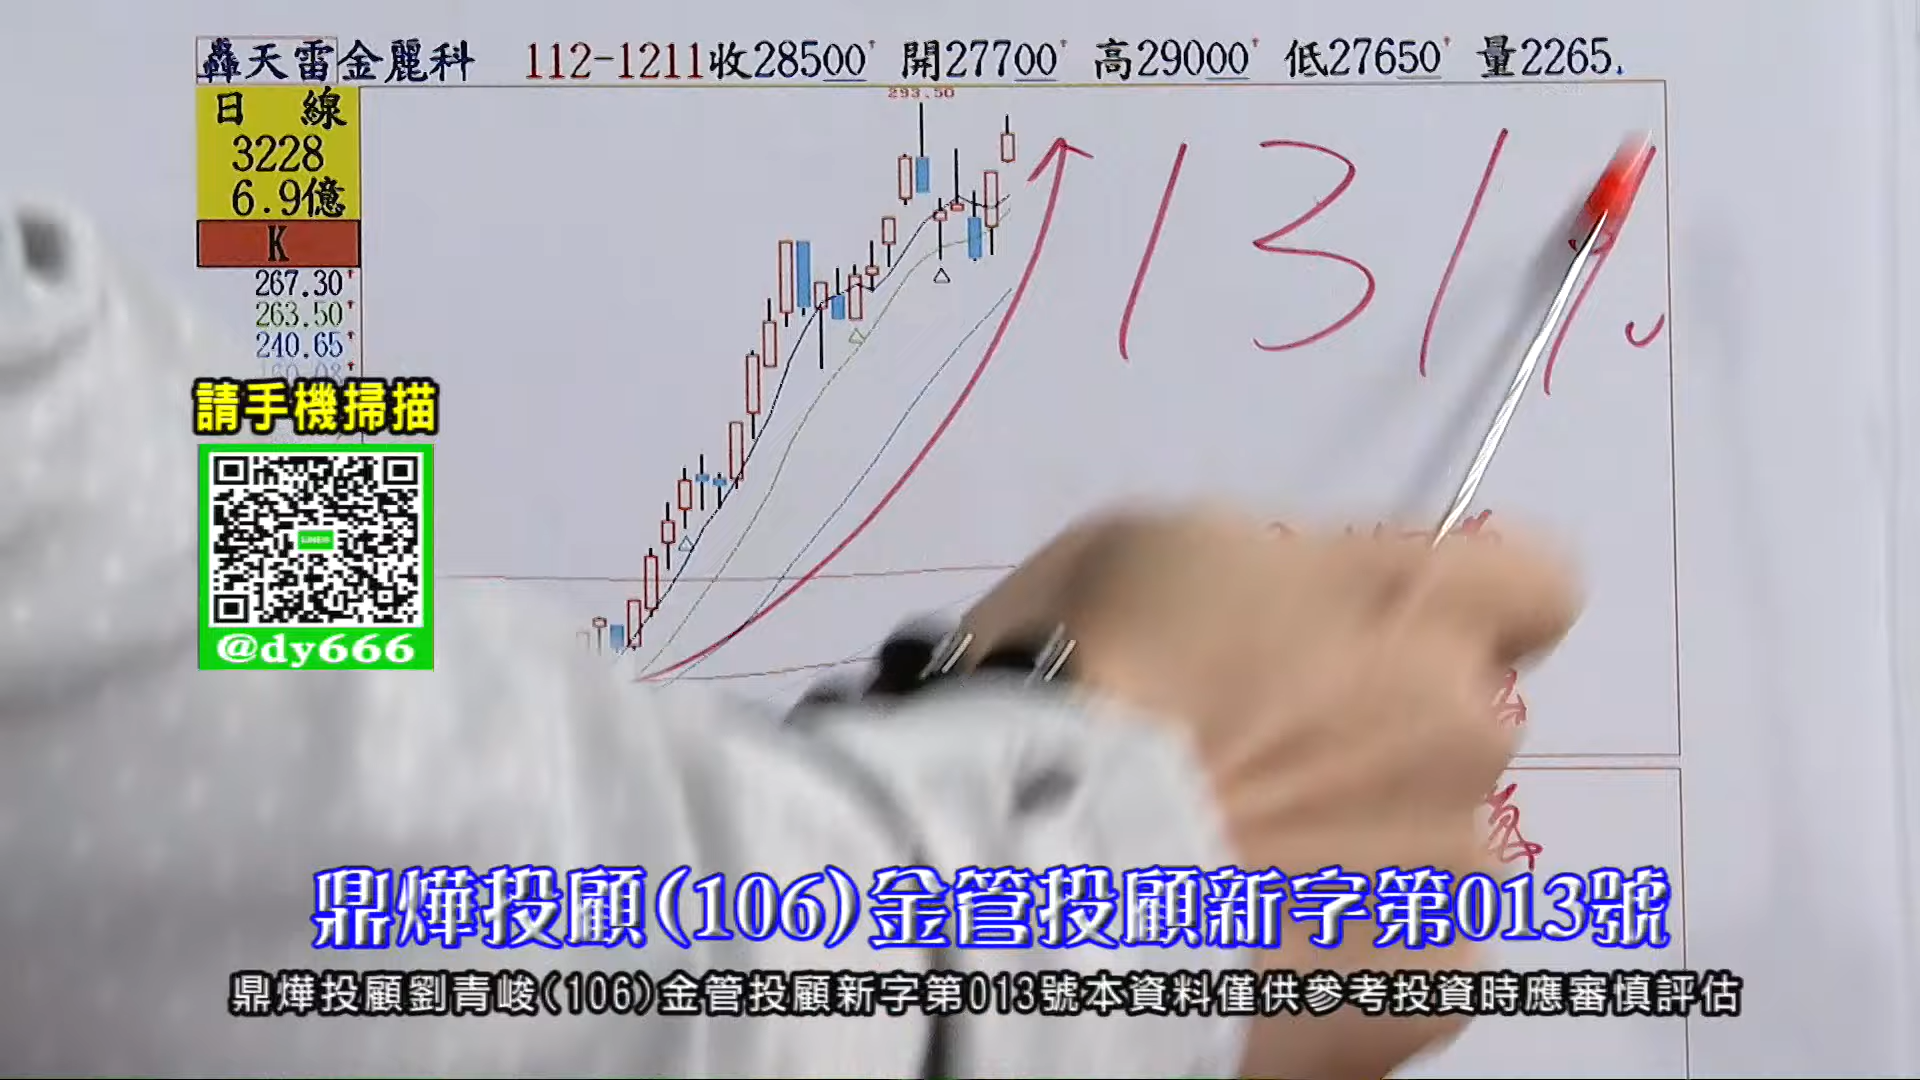 轟天雷金麗科 112-1211收28500 開27700 高29000 低27650 量2265
日 線
3228
6.9億
K
267.30
263.50
240.65
293.50
131%
請手機掃描
LINE@
@dy666
萬
鼎燁投顧(106)金管投顧新字第013號
鼎燁投顧劉青峻(106)金管投顧新字第013號本資料僅供參考投資時應審慎評估